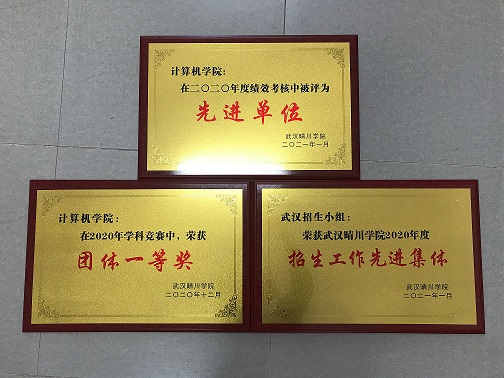 计算机学院：
在二〇二〇年度绩效考核中被评为
先进单位
武汉晴川学院
二〇二一年一月
计算机学院：
在2020年学科竞赛中，荣获
团体一等奖
武汉晴川学院
二〇二〇年十二月
武汉招生小组：
荣获武汉晴川学院2020年度
招生工作先进集体
武汉晴川学院
二〇二一年一月